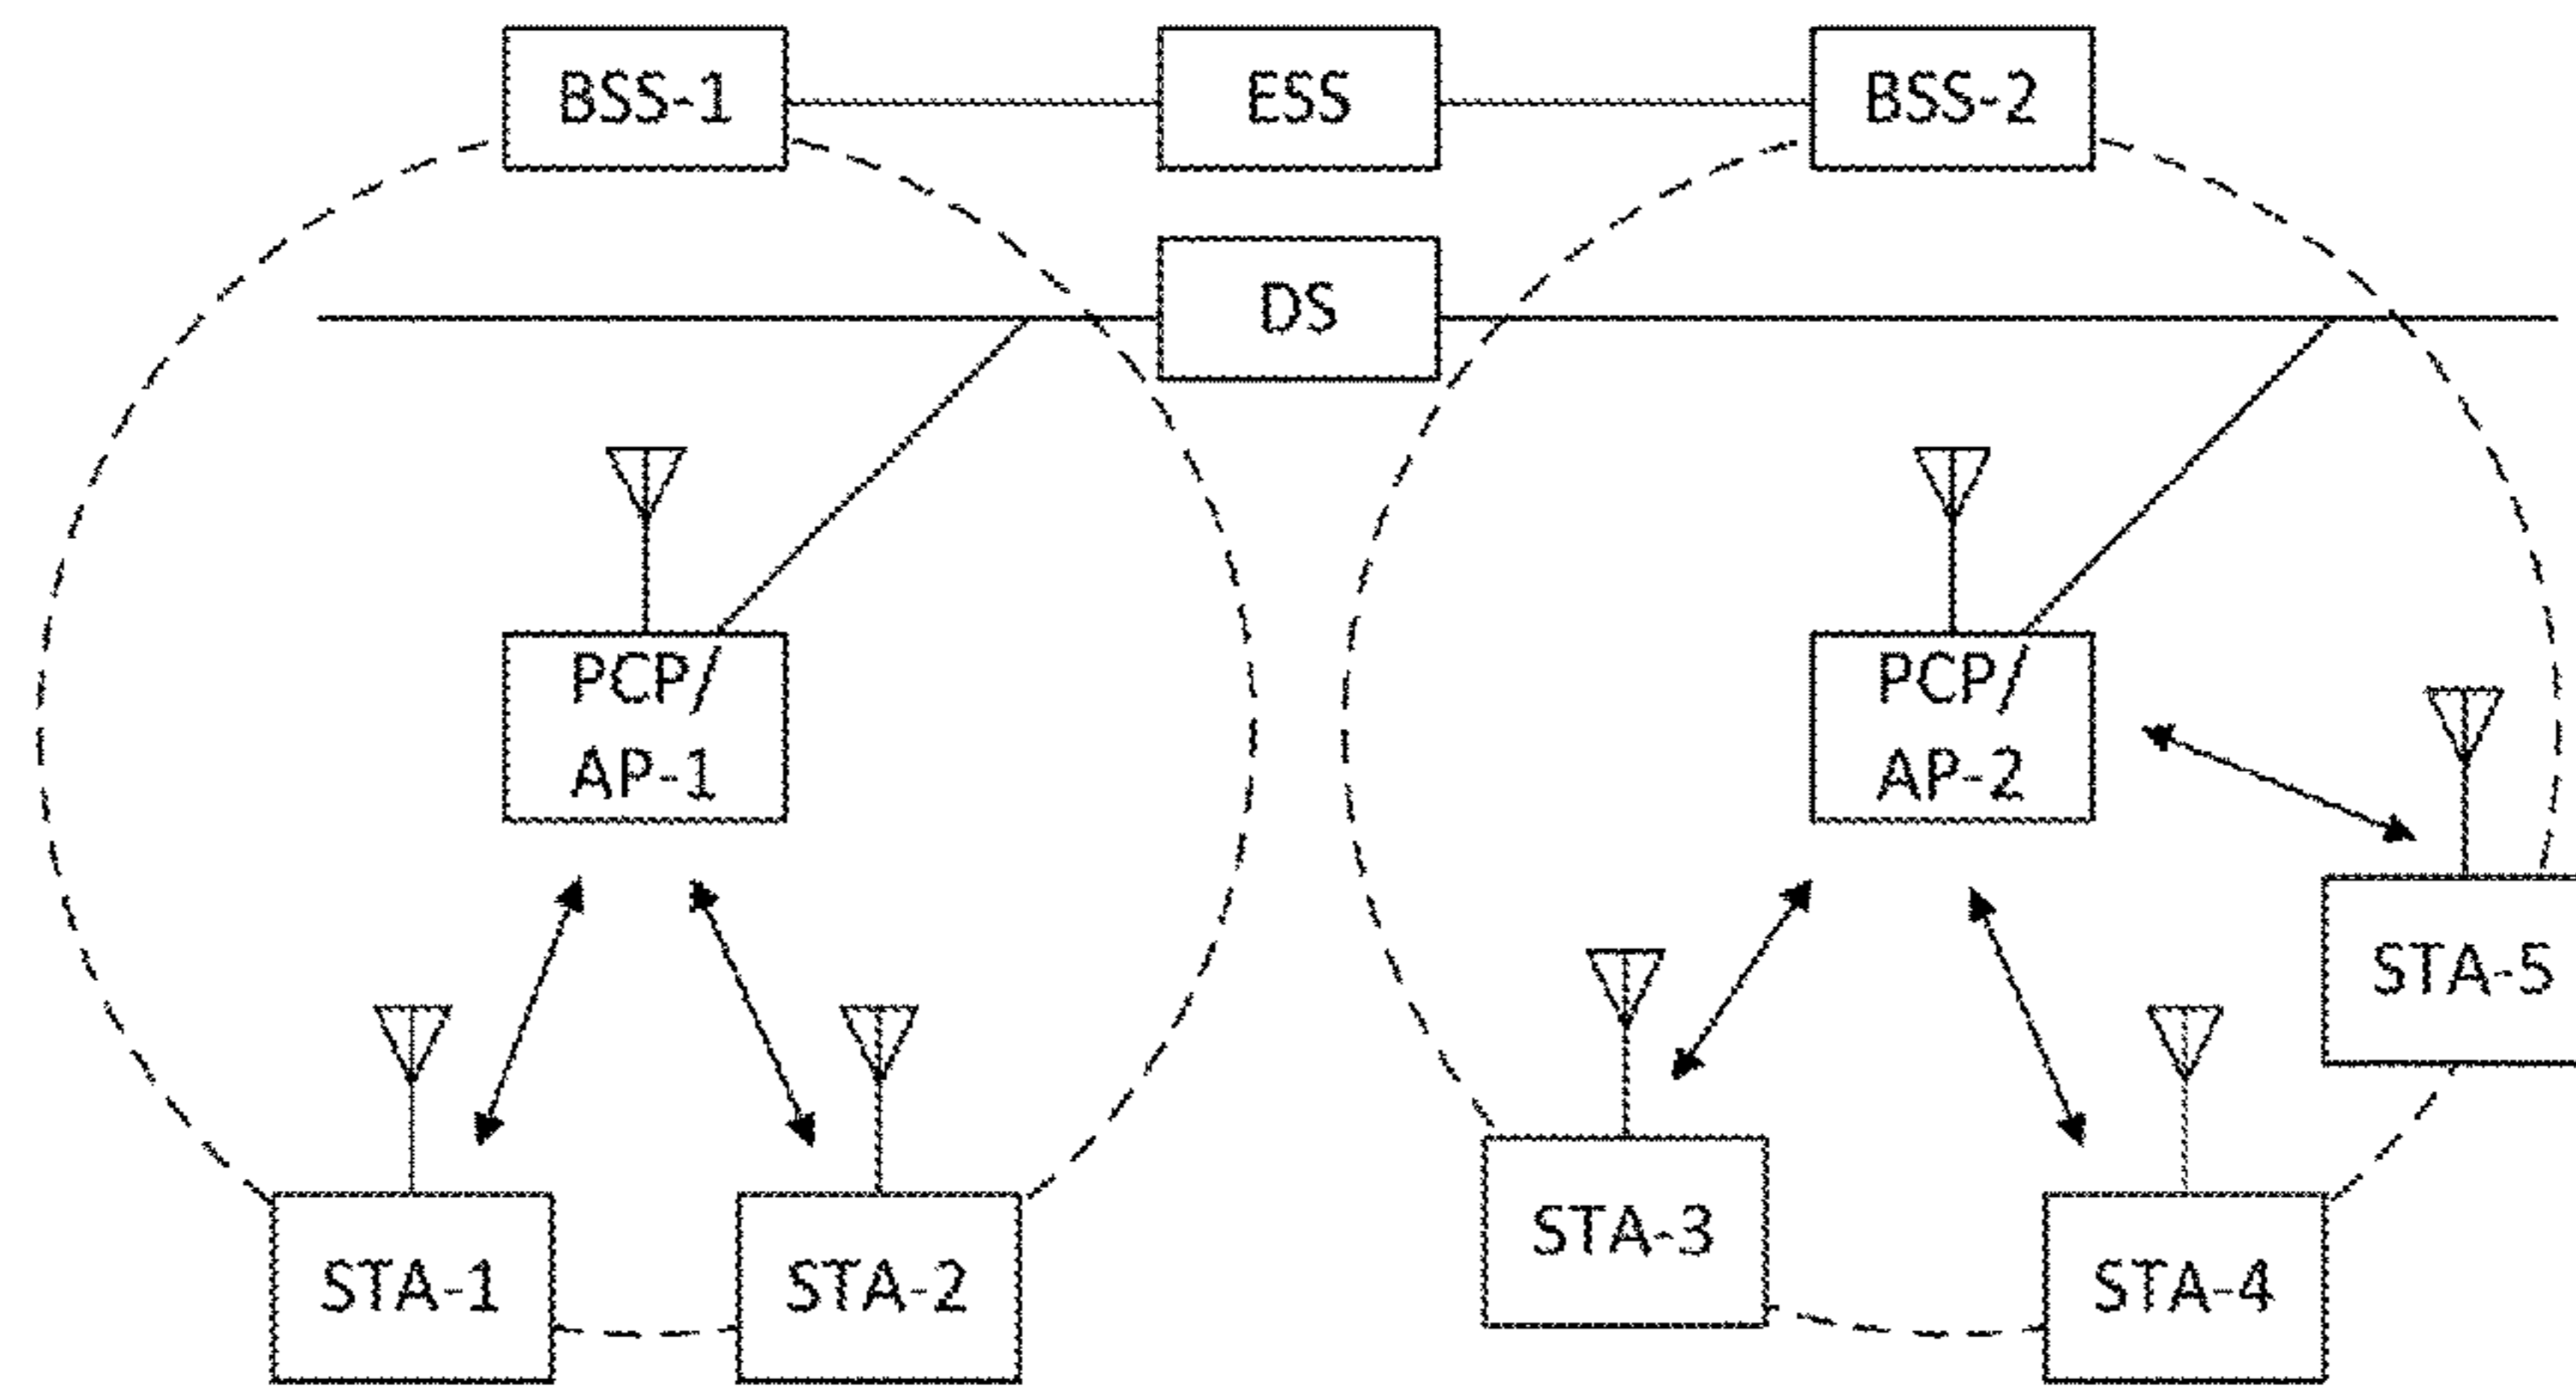 BSS-1
ESS
BSS-2
DS
PCP/
AP-1
PCP/
AP-2
STA-5
STA-3
STA-1
STA-2
STA-4